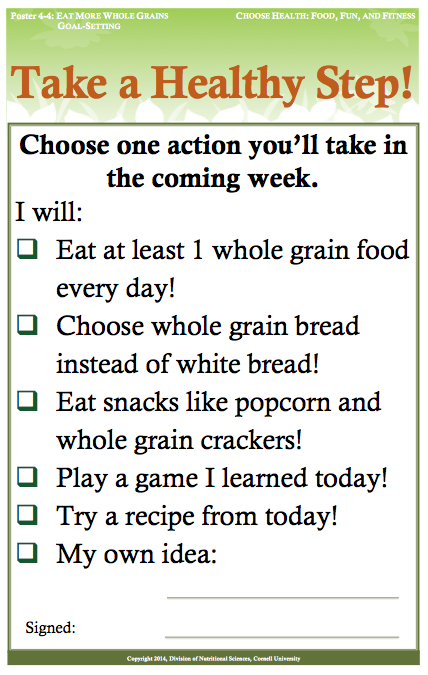 Poster 4-4: EAT MORE WHOLE GRAINS
GOAL-SETTING
CHOOSE HEALTH: FOOD, FUN, AND FITNESS
Take a Healthy Step!
Choose one action you’ll take in
the coming week.
I will:
❑ Eat at least 1 whole grain food
every day!
❑ Choose whole grain bread
instead of white bread!
❑ Eat snacks like popcorn and
whole grain crackers!
❑ Play a game I learned today!
❑ Try a recipe from today!
❑ My own idea:
Signed:
Copyright 2014, Division of Nutritional Sciences, Cornell University